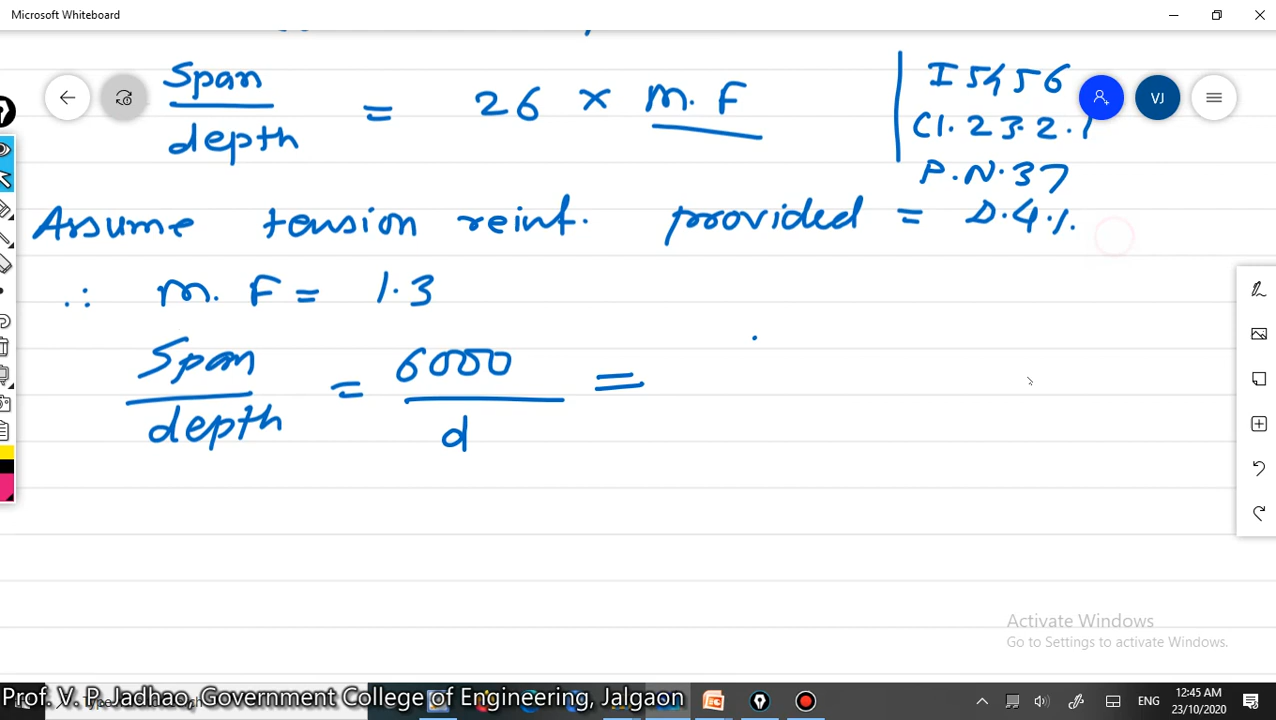 Microsoft Whiteboard
Span
depth
= 26 × M. F
IS456
Cl. 23.2.1
P.N. 37
VJ
Assume tension reinf. provided = 0.4%.
∴ M. F = 1.3
Span
depth
= 6000
d
=
Activate Windows
Go to Settings to activate Windows.
Prof. V. P. Jadhao, Government College of Engineering, Jalgaon
ENG
12:45 AM
23/10/2020